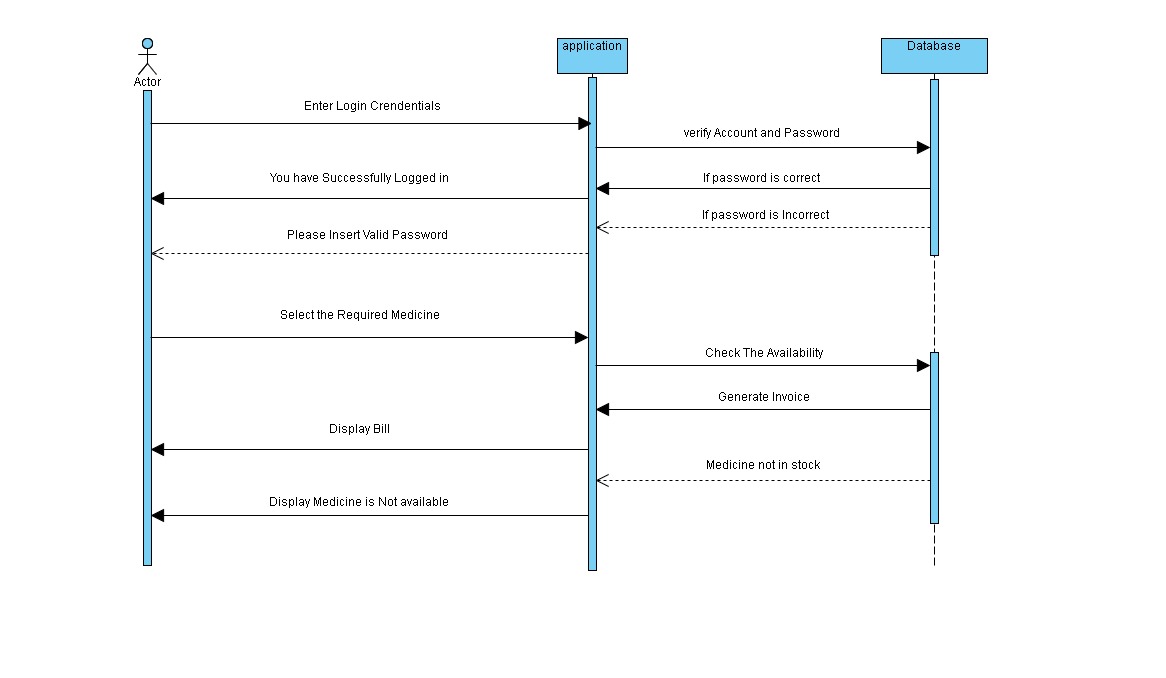 application
Database
Actor
Enter Login Crendentials
verify Account and Password
You have Successfully Logged in
If password is correct
If password is Incorrect
Please Insert Valid Password
Select the Required Medicine
Check The Availability
Generate Invoice
Display Bill
Medicine not in stock
Display Medicine is Not available